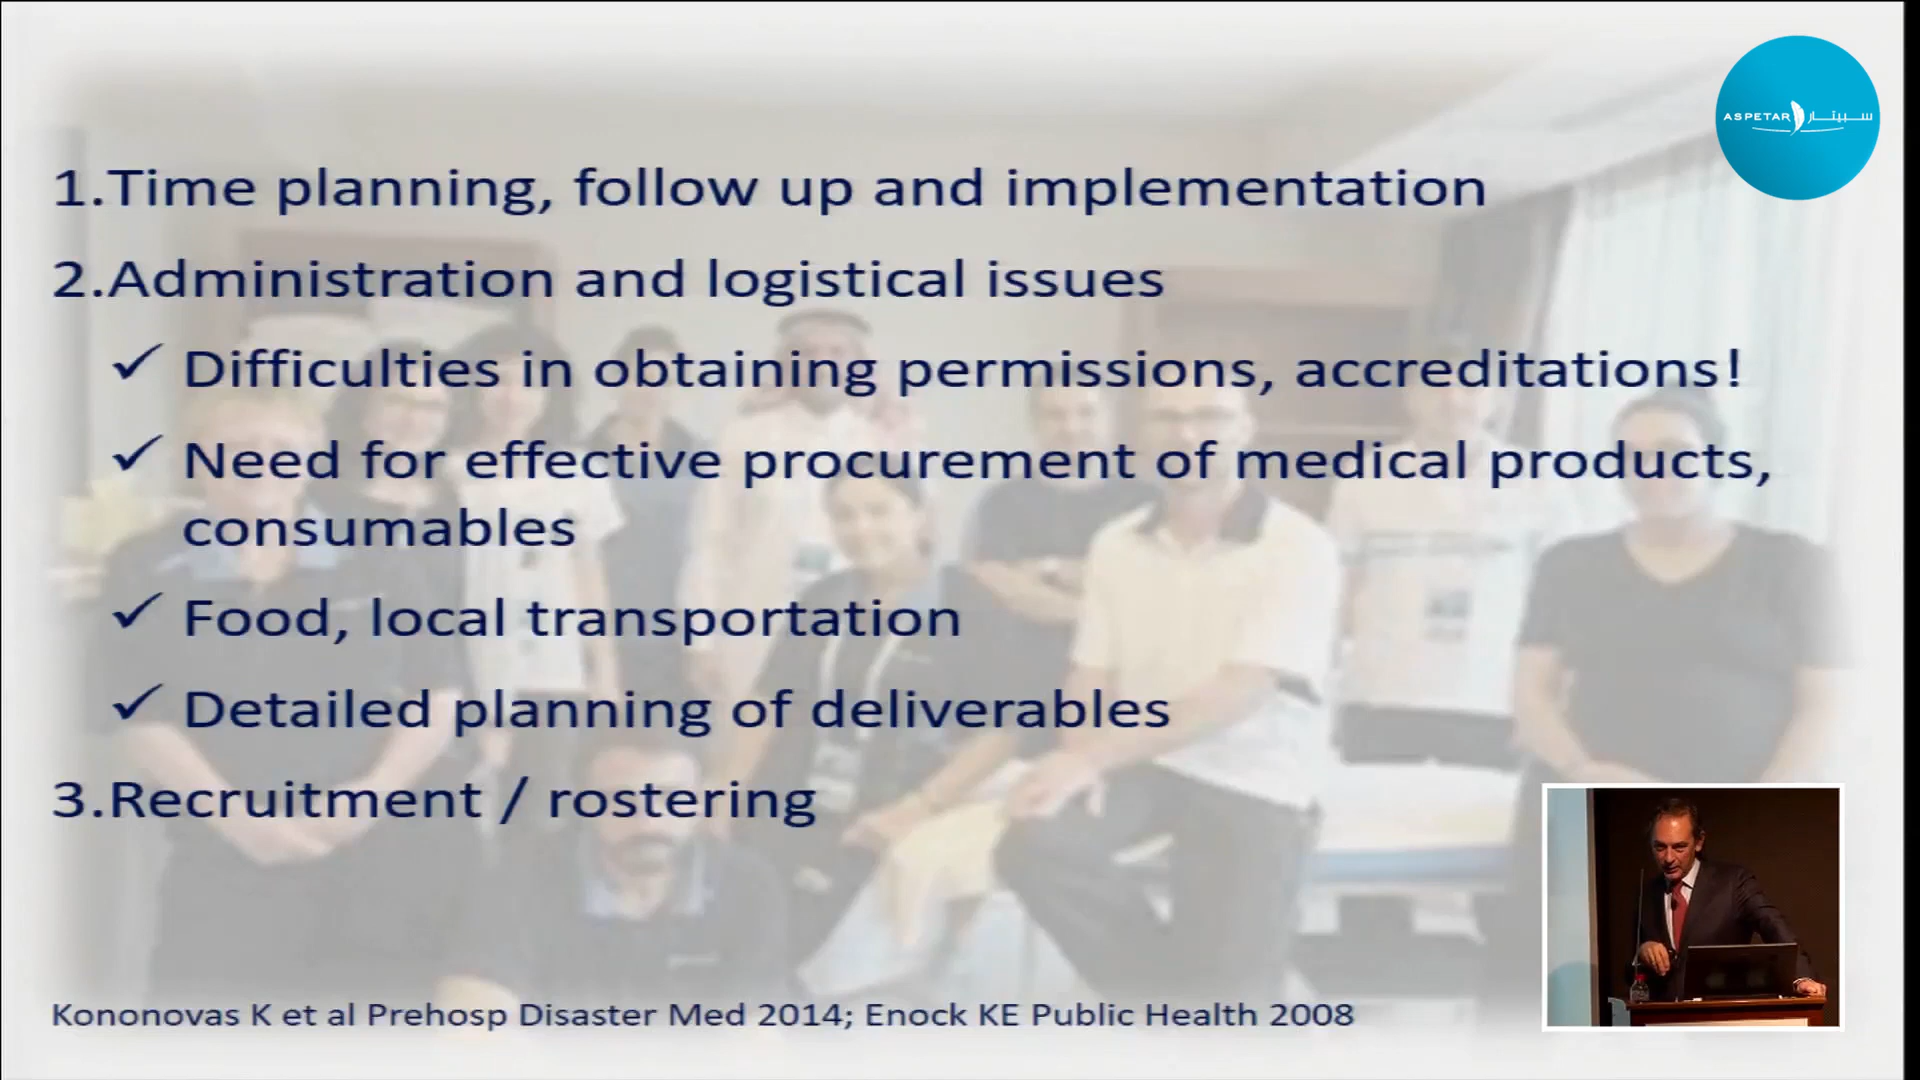 ASPETAR سبيتار
1.Time planning, follow up and implementation
2.Administration and logistical issues
✓ Difficulties in obtaining permissions, accreditations!
✓ Need for effective procurement of medical products,
consumables
✓ Food, local transportation
✓ Detailed planning of deliverables
3.Recruitment / rostering
Kononovas K et al Prehosp Disaster Med 2014; Enock KE Public Health 2008